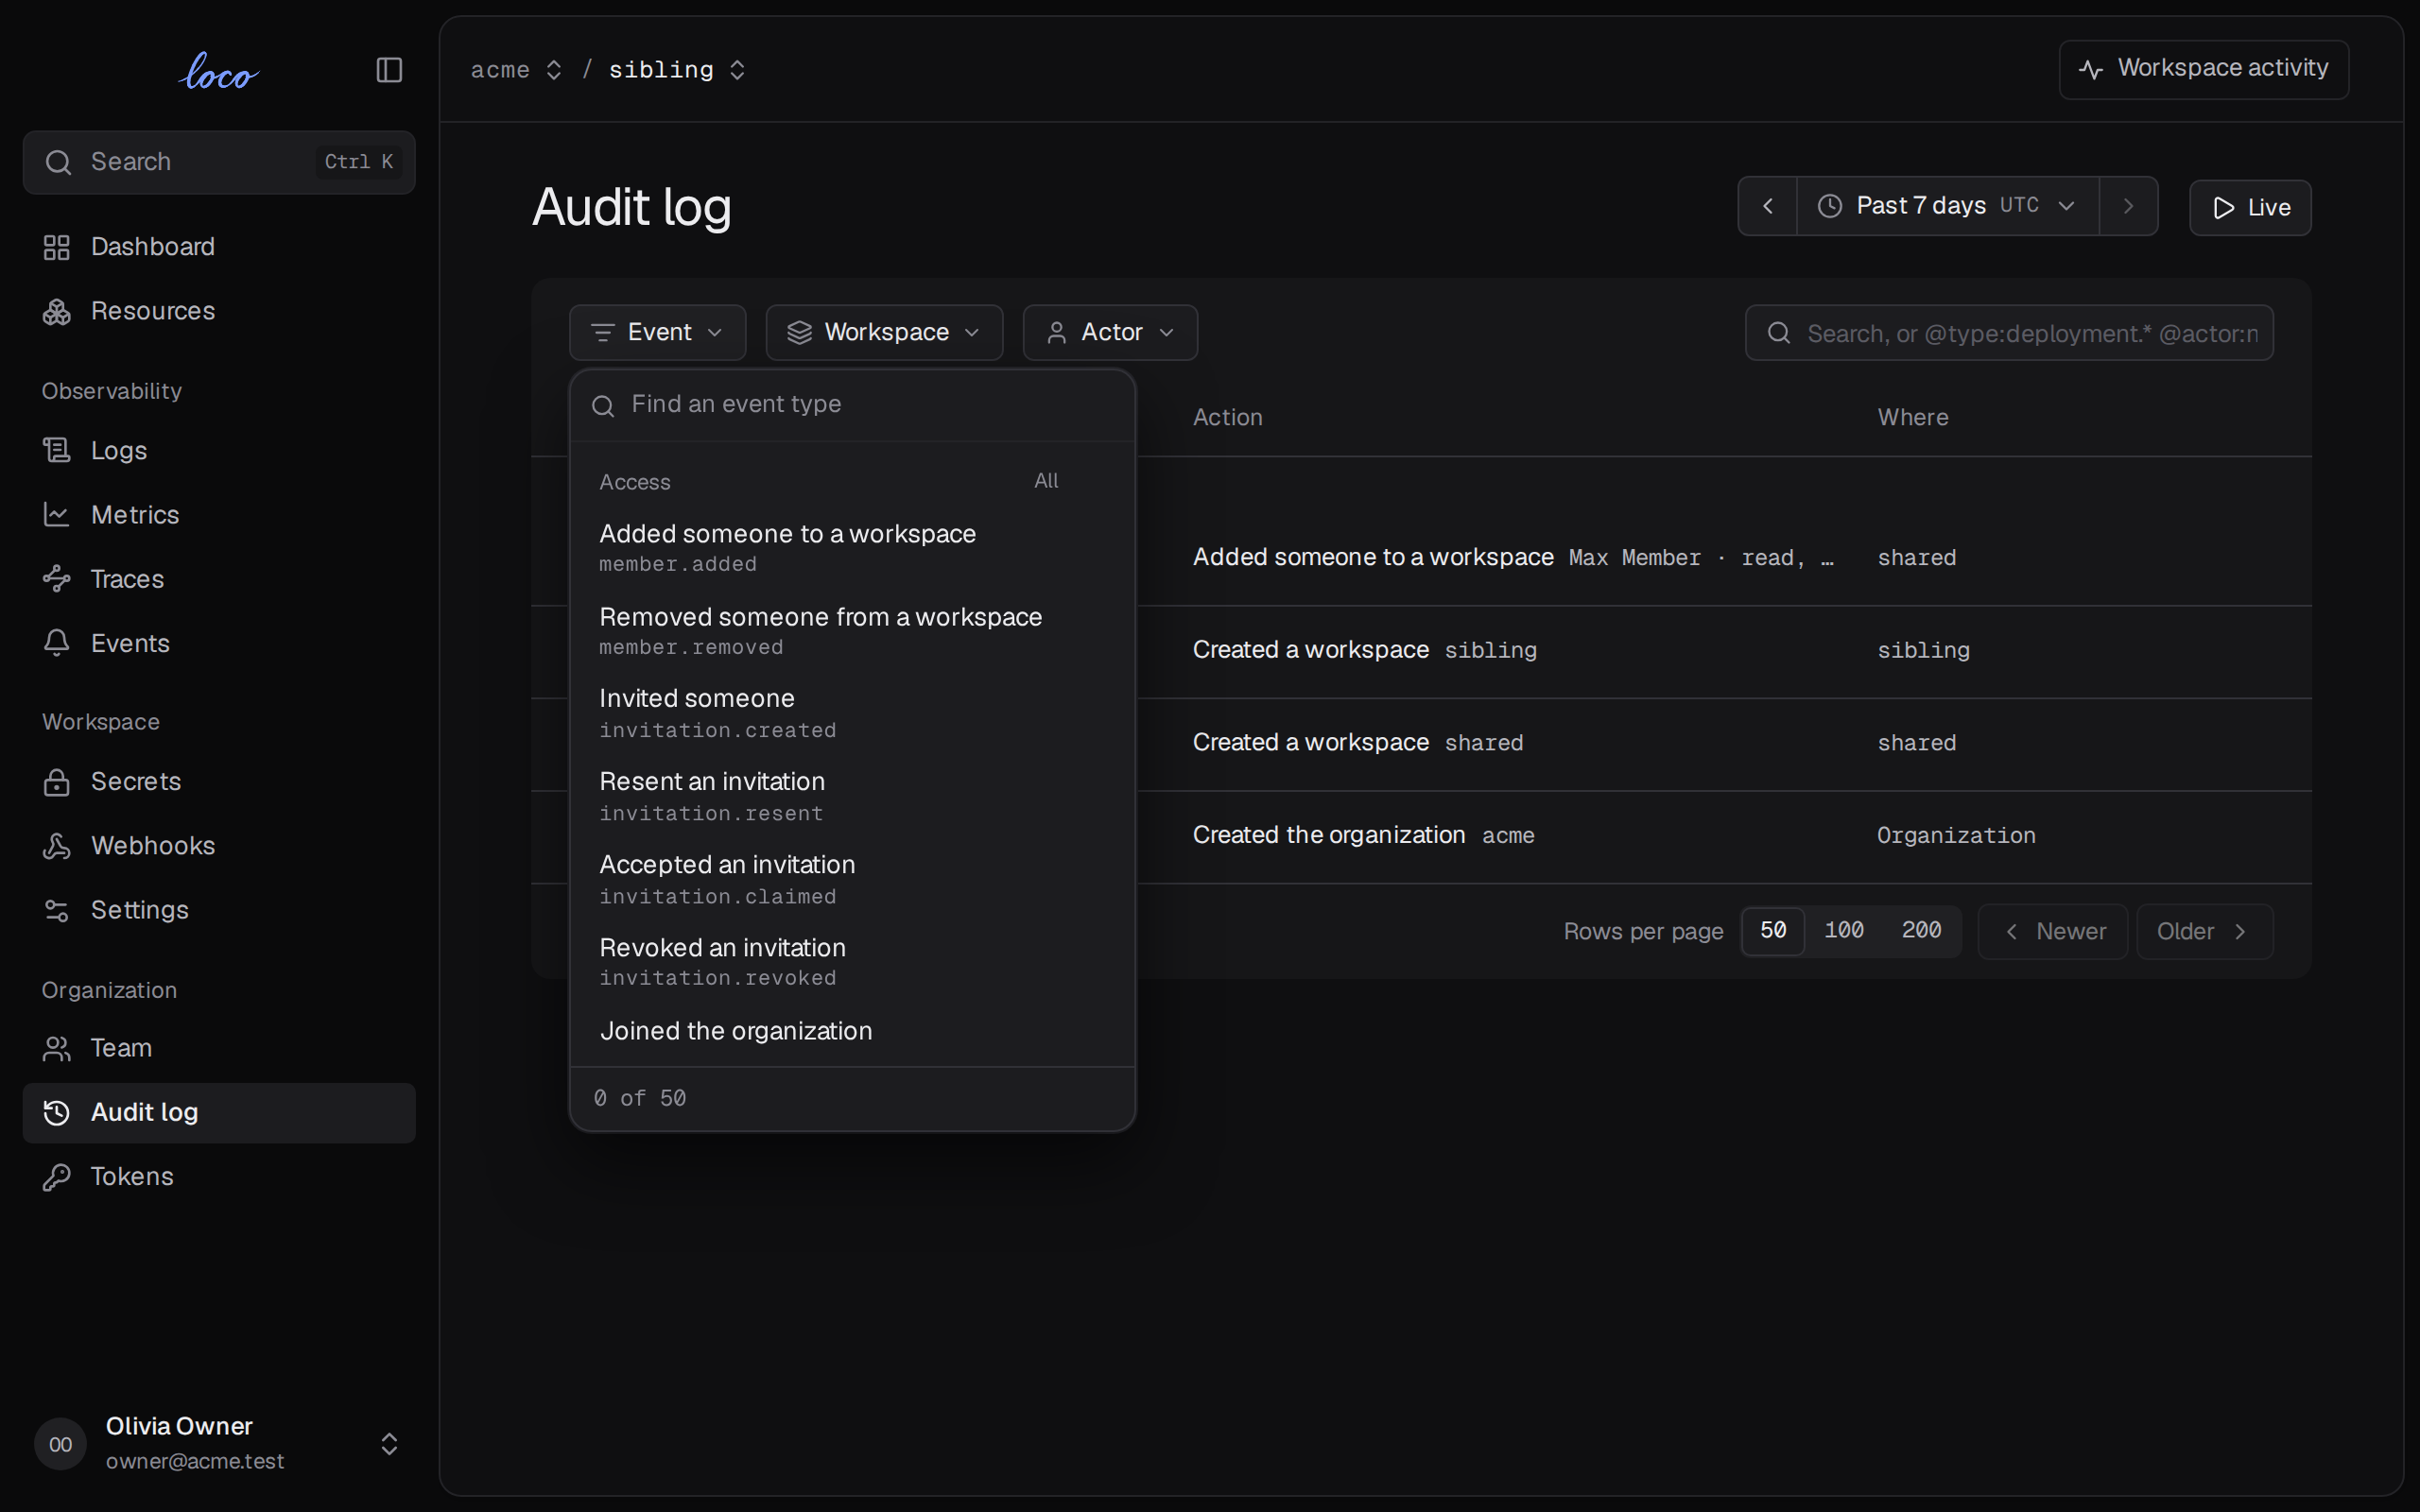 loco
acme / sibling
Workspace activity
Search Ctrl K
Dashboard
Resources
Observability
Logs
Metrics
Traces
Events
Workspace
Secrets
Webhooks
Settings
Organization
Team
Audit log
Tokens
OO
Olivia Owner
owner@acme.test
Audit log
Past 7 days UTC
Live
Event
Workspace
Actor
Search, or @type:deployment.* @actor:n
Action
Where
Find an event type
Access All
Added someone to a workspace
member.added
Removed someone from a workspace
member.removed
Invited someone
invitation.created
Resent an invitation
invitation.resent
Accepted an invitation
invitation.claimed
Revoked an invitation
invitation.revoked
Joined the organization
0 of 50
Added someone to a workspace Max Member · read, … shared
Created a workspace sibling sibling
Created a workspace shared shared
Created the organization acme Organization
Rows per page 50 100 200 Newer Older